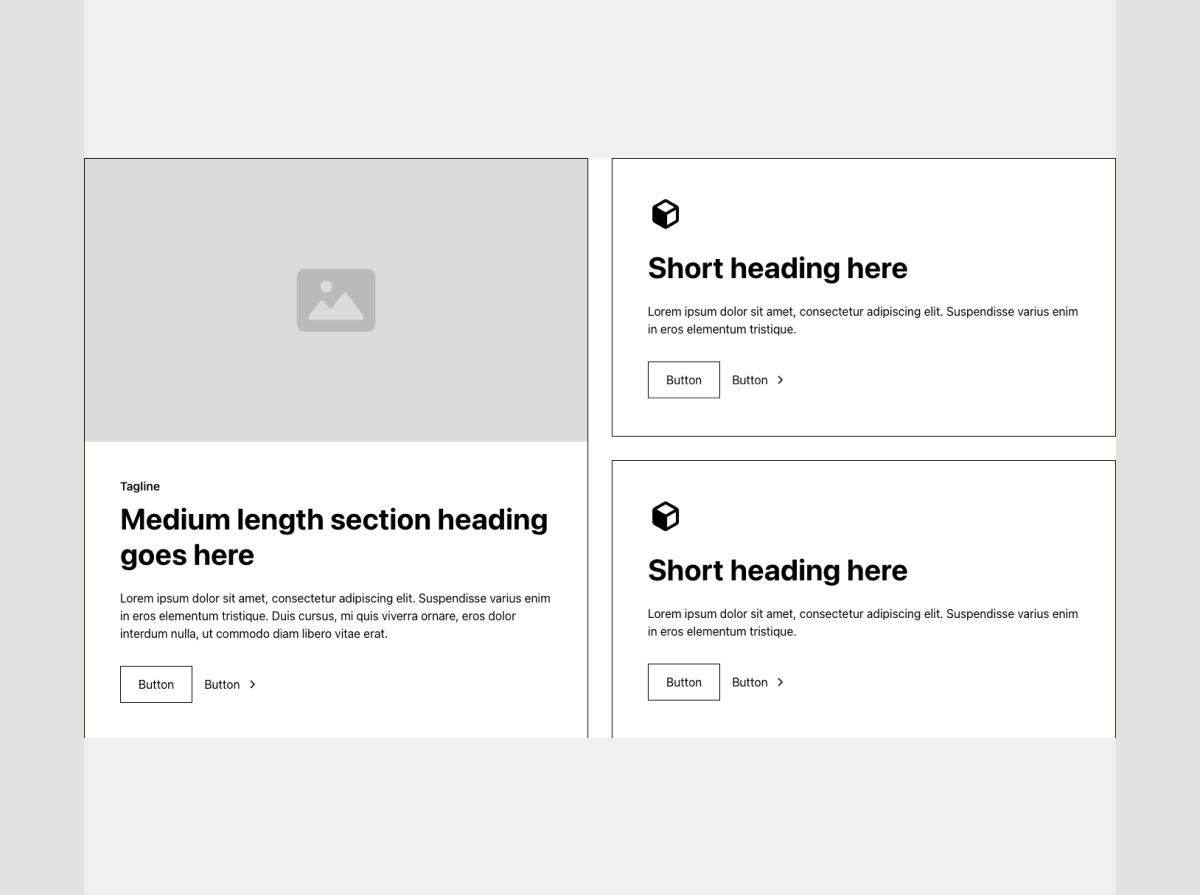 Tagline
Medium length section heading
goes here
Lorem ipsum dolor sit amet, consectetur adipiscing elit. Suspendisse varius enim
in eros elementum tristique. Duis cursus, mi quis viverra ornare, eros dolor
interdum nulla, ut commodo diam libero vitae erat.
Button
Button
Short heading here
Lorem ipsum dolor sit amet, consectetur adipiscing elit. Suspendisse varius enim
in eros elementum tristique.
Button
Button
Short heading here
Lorem ipsum dolor sit amet, consectetur adipiscing elit. Suspendisse varius enim
in eros elementum tristique.
Button
Button